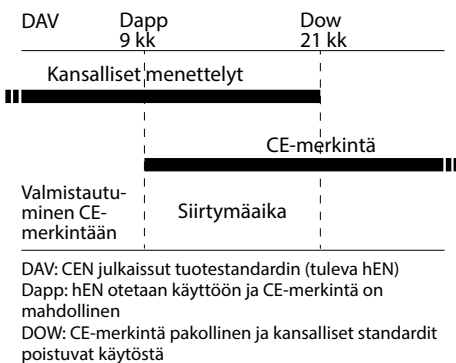 DAV Dapp Dow
9 kk 21 kk
Kansalliset menettelyt
CE-merkintä
Valmistautu-
minen CE-
merkintään
Siirtymäaika
DAV: CEN julkaissut tuotestandardin (tuleva hEN)
Dapp: hEN otetaan käyttöön ja CE-merkintä on
mahdollinen
DOW: CE-merkintä pakollinen ja kansalliset standardit
poistuvat käytöstä